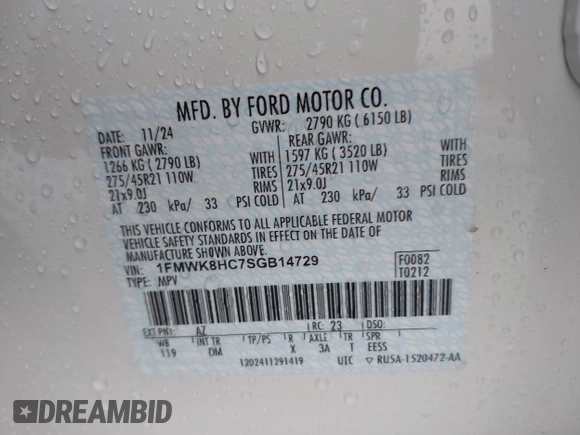 MFD. BY FORD MOTOR CO.
DATE: 11/24 GVWR: 2790 KG ( 6150 LB)
FRONT GAWR: REAR GAWR:
1266 KG ( 2790 LB) WITH 1597 KG ( 3520 LB) WITH
275/45R21 110W TIRES 275/45R21 110W TIRES
21x9.0J RIMS 21x9.0J RIMS
AT 230 kPa/ 33 PSI COLD AT 230 kPa/ 33 PSI COLD
THIS VEHICLE CONFORMS TO ALL APPLICABLE FEDERAL MOTOR
VEHICLE SAFETY STANDARDS IN EFFECT ON THE DATE OF
MANUFACTURE SHOWN ABOVE.
VIN: 1FMWK8HC7SGB14729 F0082
TYPE: MPV T0212
EXT PNT: AZ RC: 23 DSO:
WB INT TR TP/PS R AXLE TR SPR
119 DM X 3A T EESS
1202411291419 UTC ▽ RU5A-1520472-AA
DREAMBID